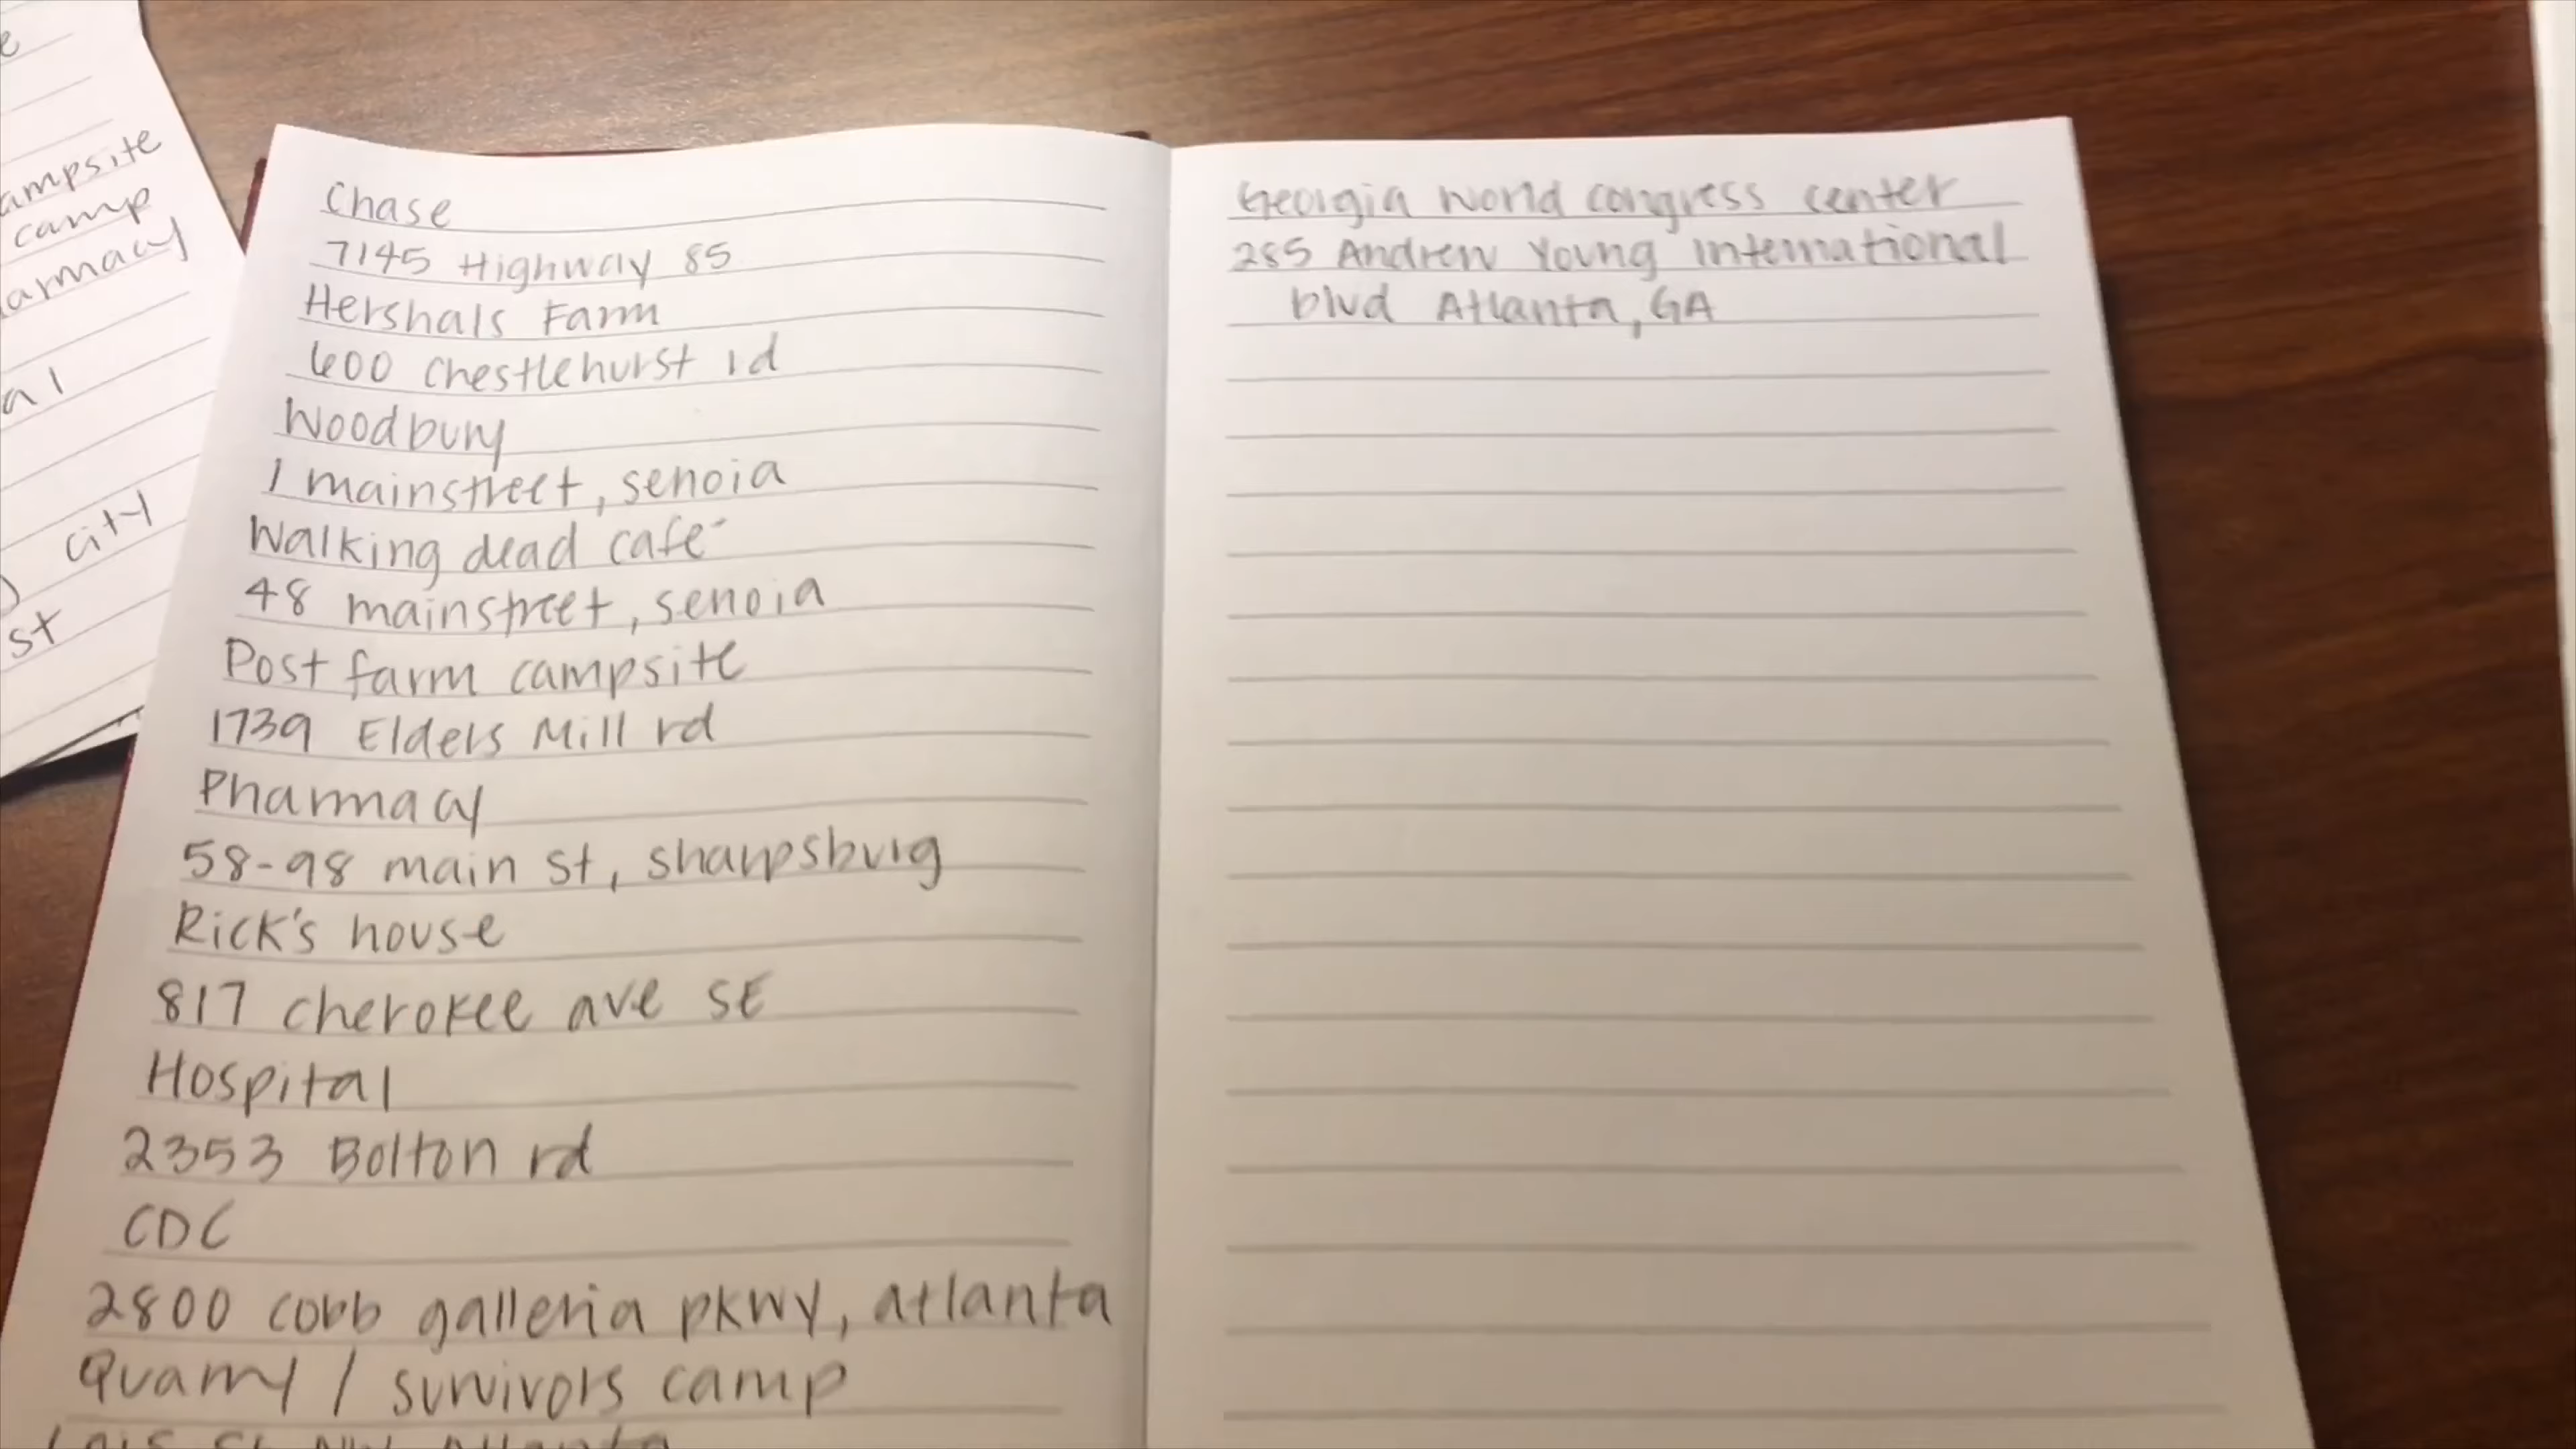 ampsite
camp
armacy
al
city
st
Chase
7145 Highway 85
Hershals Farm
600 Chestlehurst rd
Woodbury
1 mainstreet, senoia
Walking dead café
48 mainstreet, senoia
Post farm campsite
1739 Elders Mill rd
Pharmacy
58-98 main st, sharpsburg
Rick's house
817 cherokee ave SE
Hospital
2353 Bolton rd
CDC
2800 cobb galleria pkwy, atlanta
Quarry / survivors camp
Georgia world congress center
285 Andrew Young International
blvd Atlanta, GA